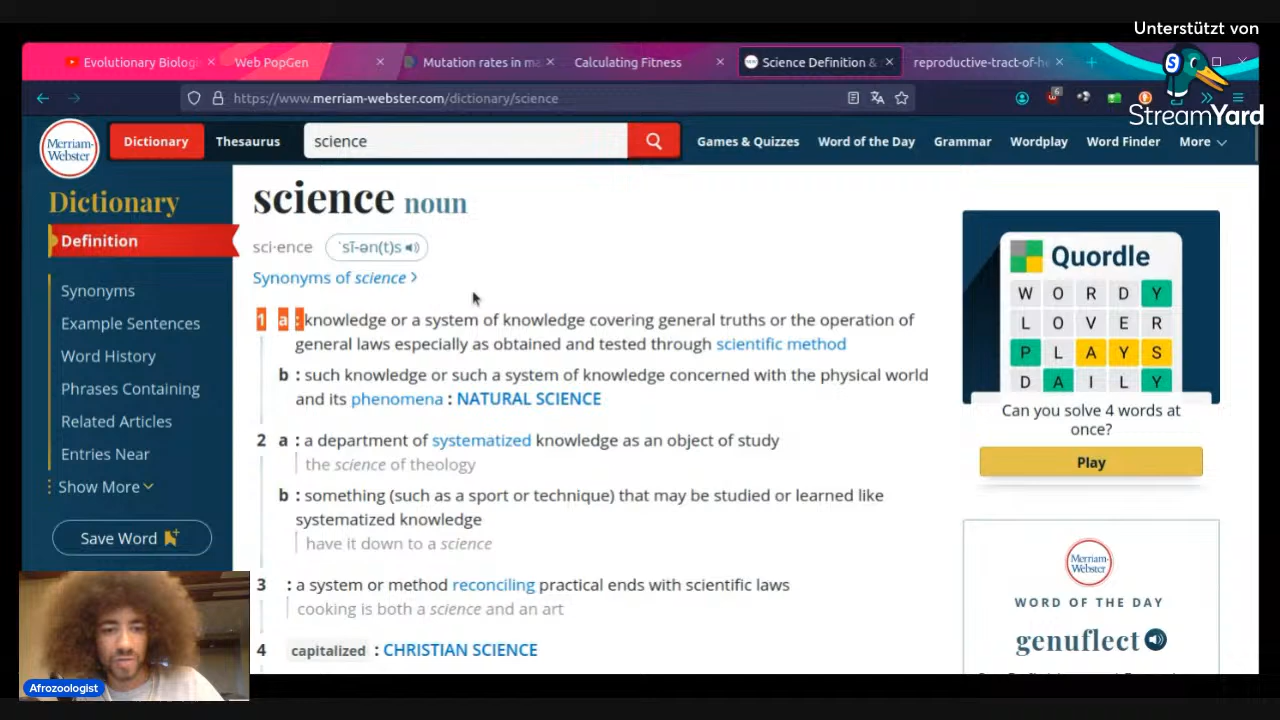 Unterstützt von
StreamYard
Evolutionary Biologi
Web PopGen
Mutation rates in ma
Calculating Fitness
Science Definition &
reproductive-tract-of-he
https://www.merriam-webster.com/dictionary/science
Merriam-
Webster
Dictionary
Thesaurus
science
Games & Quizzes
Word of the Day
Grammar
Wordplay
Word Finder
More
Dictionary
Definition
Synonyms
Example Sentences
Word History
Phrases Containing
Related Articles
Entries Near
Show More
Save Word
science noun
sci·ence ˈsī-ən(t)s
Synonyms of science
1 a : knowledge or a system of knowledge covering general truths or the operation of
general laws especially as obtained and tested through scientific method
b : such knowledge or such a system of knowledge concerned with the physical world
and its phenomena : NATURAL SCIENCE
2 a : a department of systematized knowledge as an object of study
the science of theology
b : something (such as a sport or technique) that may be studied or learned like
systematized knowledge
have it down to a science
3 : a system or method reconciling practical ends with scientific laws
cooking is both a science and an art
4 capitalized : CHRISTIAN SCIENCE
Quordle
W O R D Y
L O V E R
P L A Y S
D A I L Y
Can you solve 4 words at
once?
Play
Merriam-
Webster
WORD OF THE DAY
genuflect
Afrozoologist